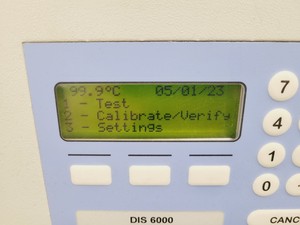 99.9°C 05/01/23
1 - Test
2 - Calibrate/Verify
3 - Settings
7
4
1
0
DIS 6000
CANC